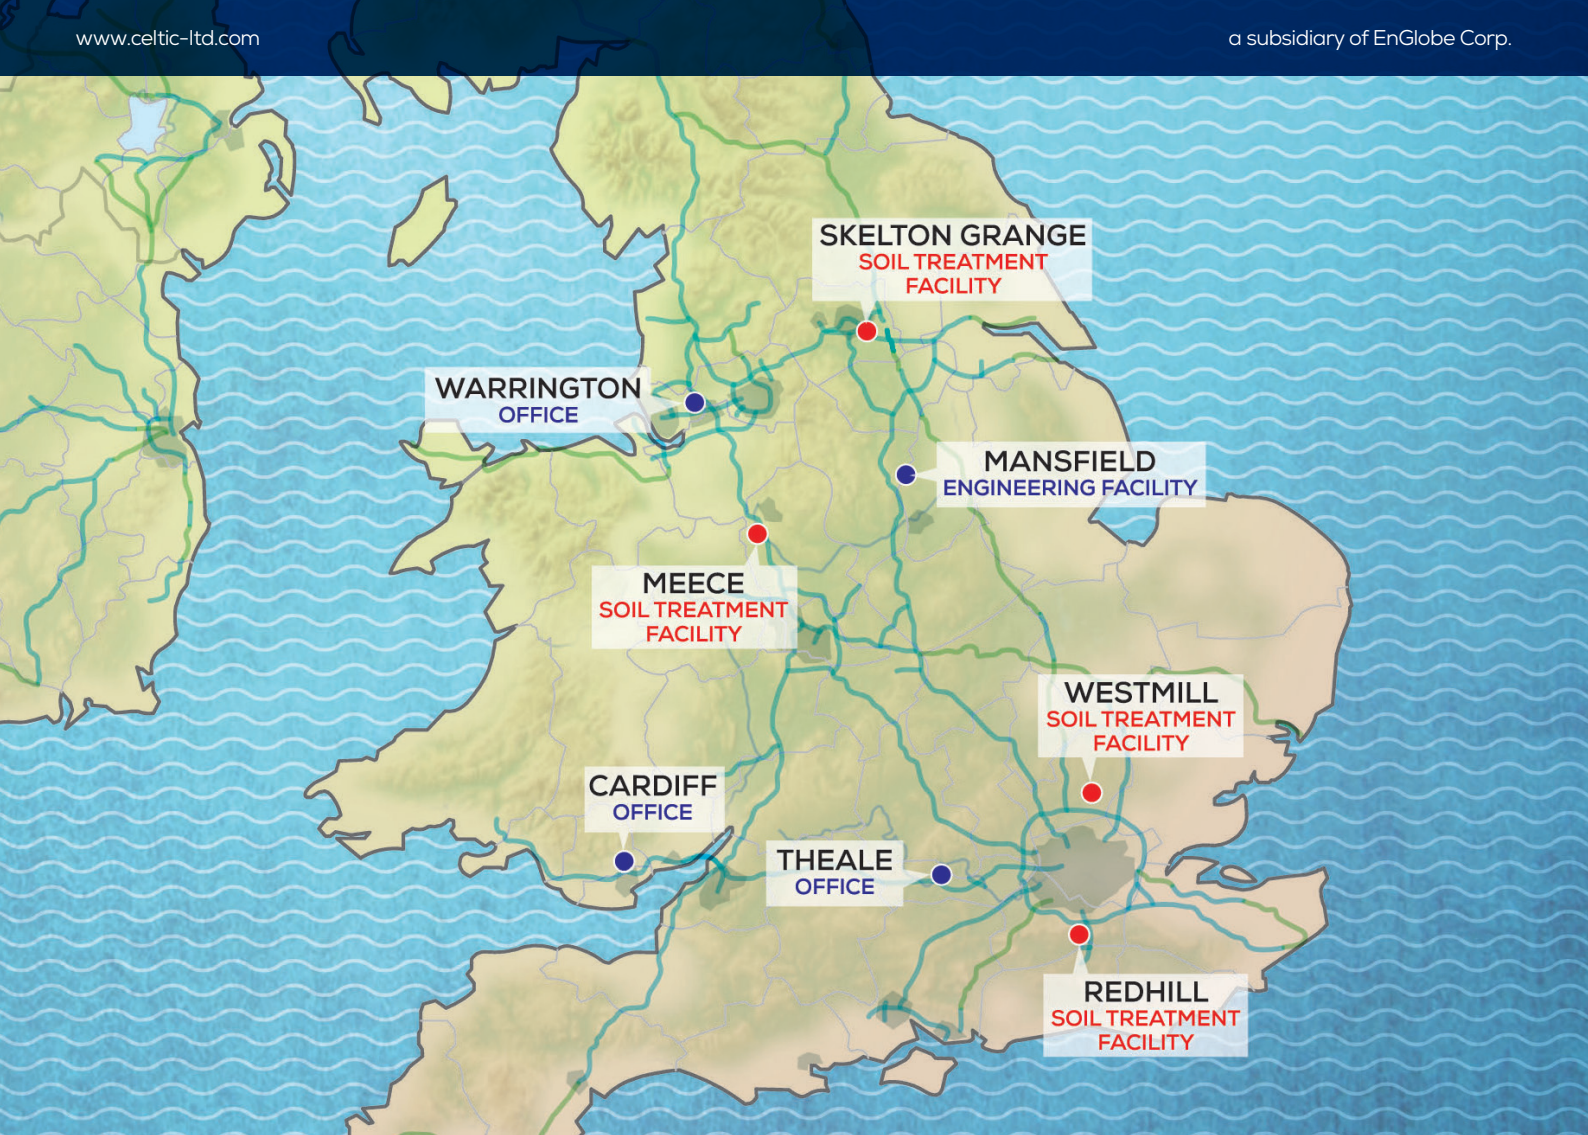 www.celtic-ltd.com
a subsidiary of EnGlobe Corp.
SKELTON GRANGE
SOIL TREATMENT
FACILITY
WARRINGTON
OFFICE
MANSFIELD
ENGINEERING FACILITY
MEECE
SOIL TREATMENT
FACILITY
WESTMILL
SOIL TREATMENT
FACILITY
CARDIFF
OFFICE
THEALE
OFFICE
REDHILL
SOIL TREATMENT
FACILITY